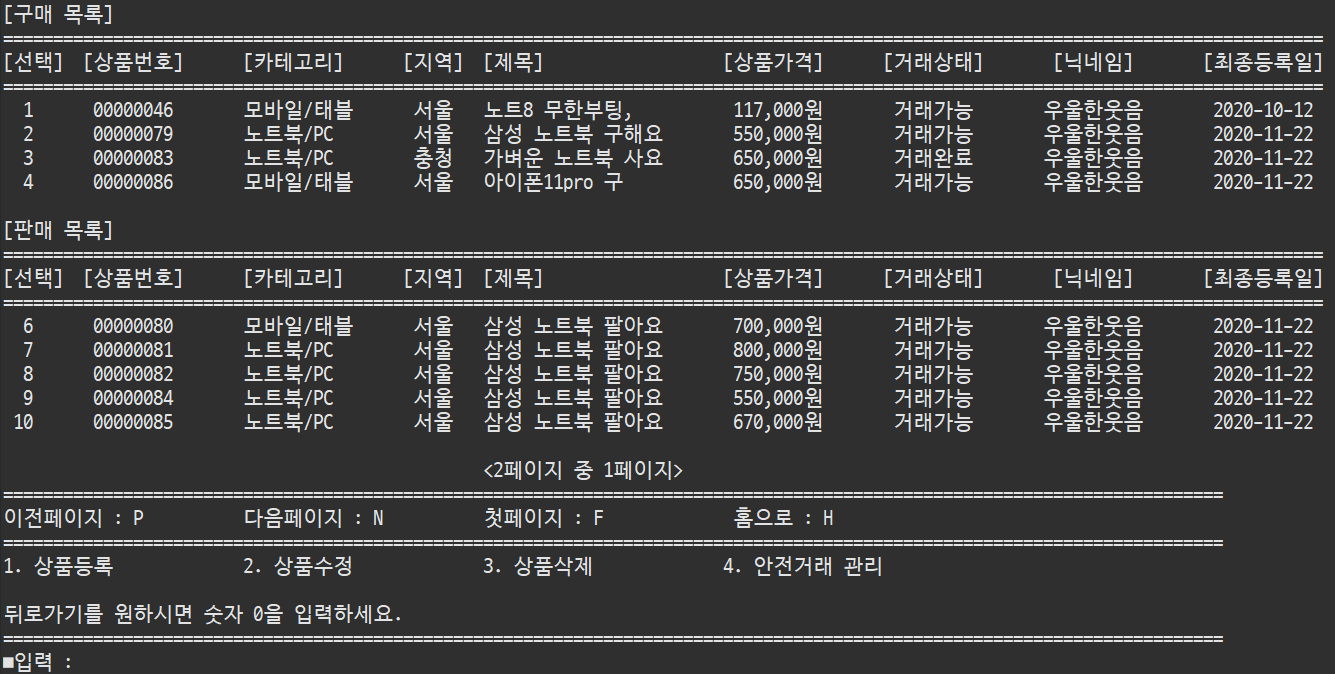 [구매 목록]
====================================================================================================================================
[선택]  [상품번호]      [카테고리]      [지역]  [제목]                  [상품가격]      [거래상태]       [닉네임]       [최종등록일]
====================================================================================================================================
1      00000046       모바일/태블      서울   노트8 무한부팅,          117,000원       거래가능       우울한웃음       2020-10-12
2      00000079       노트북/PC        서울   삼성 노트북 구해요       550,000원       거래가능       우울한웃음       2020-11-22
3      00000083       노트북/PC        충청   가벼운 노트북 사요       650,000원       거래완료       우울한웃음       2020-11-22
4      00000086       모바일/태블      서울   아이폰11pro 구           650,000원       거래가능       우울한웃음       2020-11-22
[판매 목록]
====================================================================================================================================
[선택]  [상품번호]      [카테고리]      [지역]  [제목]                  [상품가격]      [거래상태]       [닉네임]       [최종등록일]
====================================================================================================================================
6      00000080       모바일/태블      서울   삼성 노트북 팔아요       700,000원       거래가능       우울한웃음       2020-11-22
7      00000081       노트북/PC        서울   삼성 노트북 팔아요       800,000원       거래가능       우울한웃음       2020-11-22
8      00000082       노트북/PC        서울   삼성 노트북 팔아요       750,000원       거래가능       우울한웃음       2020-11-22
9      00000084       노트북/PC        서울   삼성 노트북 팔아요       550,000원       거래가능       우울한웃음       2020-11-22
10     00000085       노트북/PC        서울   삼성 노트북 팔아요       670,000원       거래가능       우울한웃음       2020-11-22
<2페이지 중 1페이지>
==========================================================================================================================
이전페이지 : P          다음페이지 : N          첫페이지 : F             홈으로 : H
==========================================================================================================================
1. 상품등록             2. 상품수정             3. 상품삭제             4. 안전거래 관리
뒤로가기를 원하시면 숫자 0을 입력하세요.
==========================================================================================================================
■입력 :